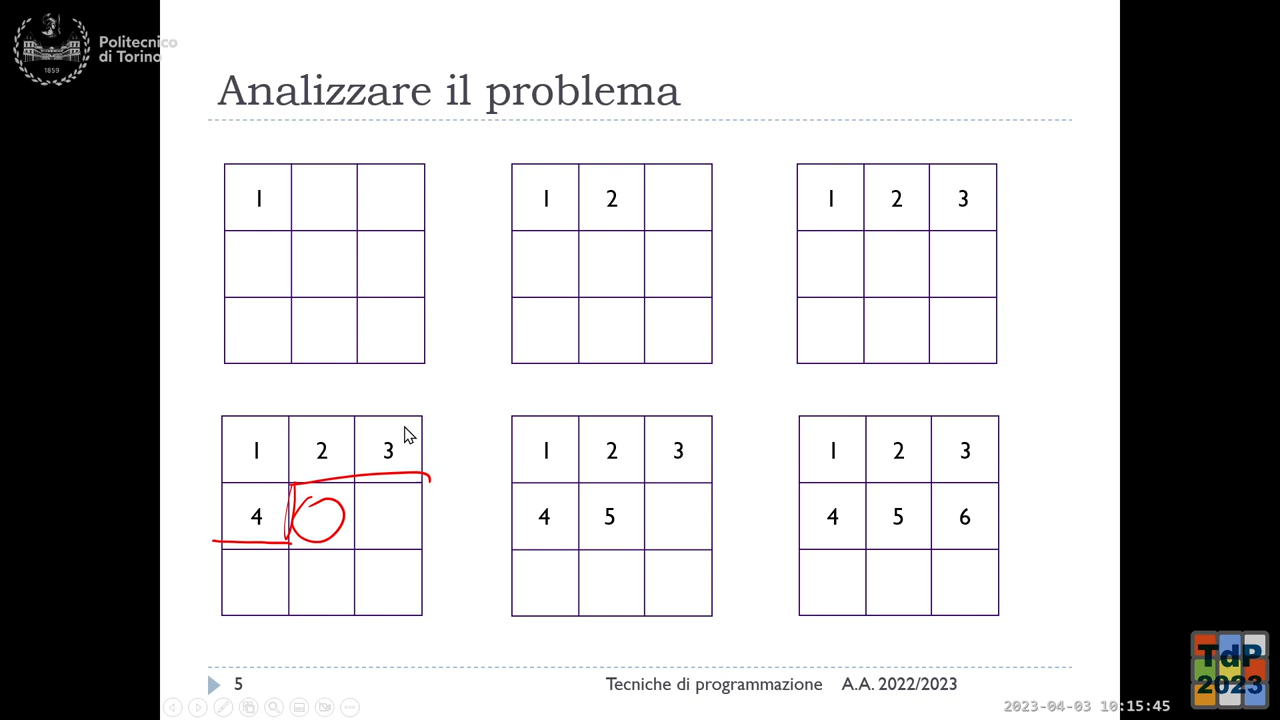 Politecnico
di Torino
1859
Analizzare il problema
1
1 2
1 2 3
1 2 3
4
1 2 3
4 5
1 2 3
4 5 6
5
Tecniche di programmazione A.A. 2022/2023
TdP
2023
2023-04-03 10:15:45